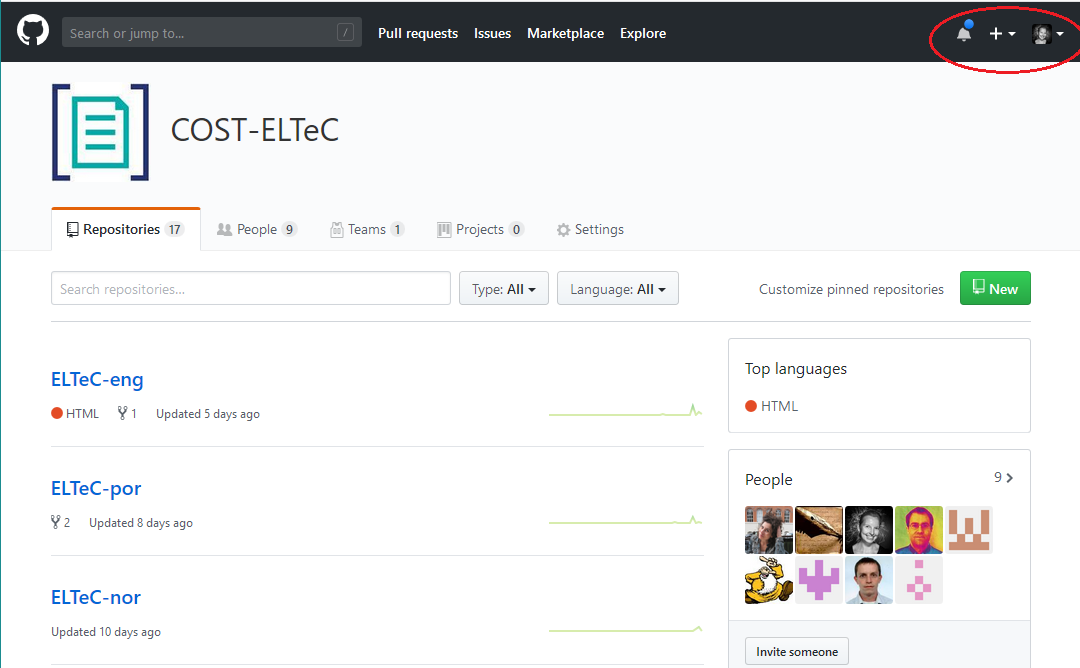 Search or jump to... / Pull requests Issues Marketplace Explore
COST-ELTeC
Repositories 17 People 9 Teams 1 Projects 0 Settings
Search repositories... Type: All Language: All Customize pinned repositories New
ELTeC-eng
HTML 1 Updated 5 days ago
ELTeC-por
2 Updated 8 days ago
ELTeC-nor
Updated 10 days ago
Top languages
HTML
People 9
Invite someone